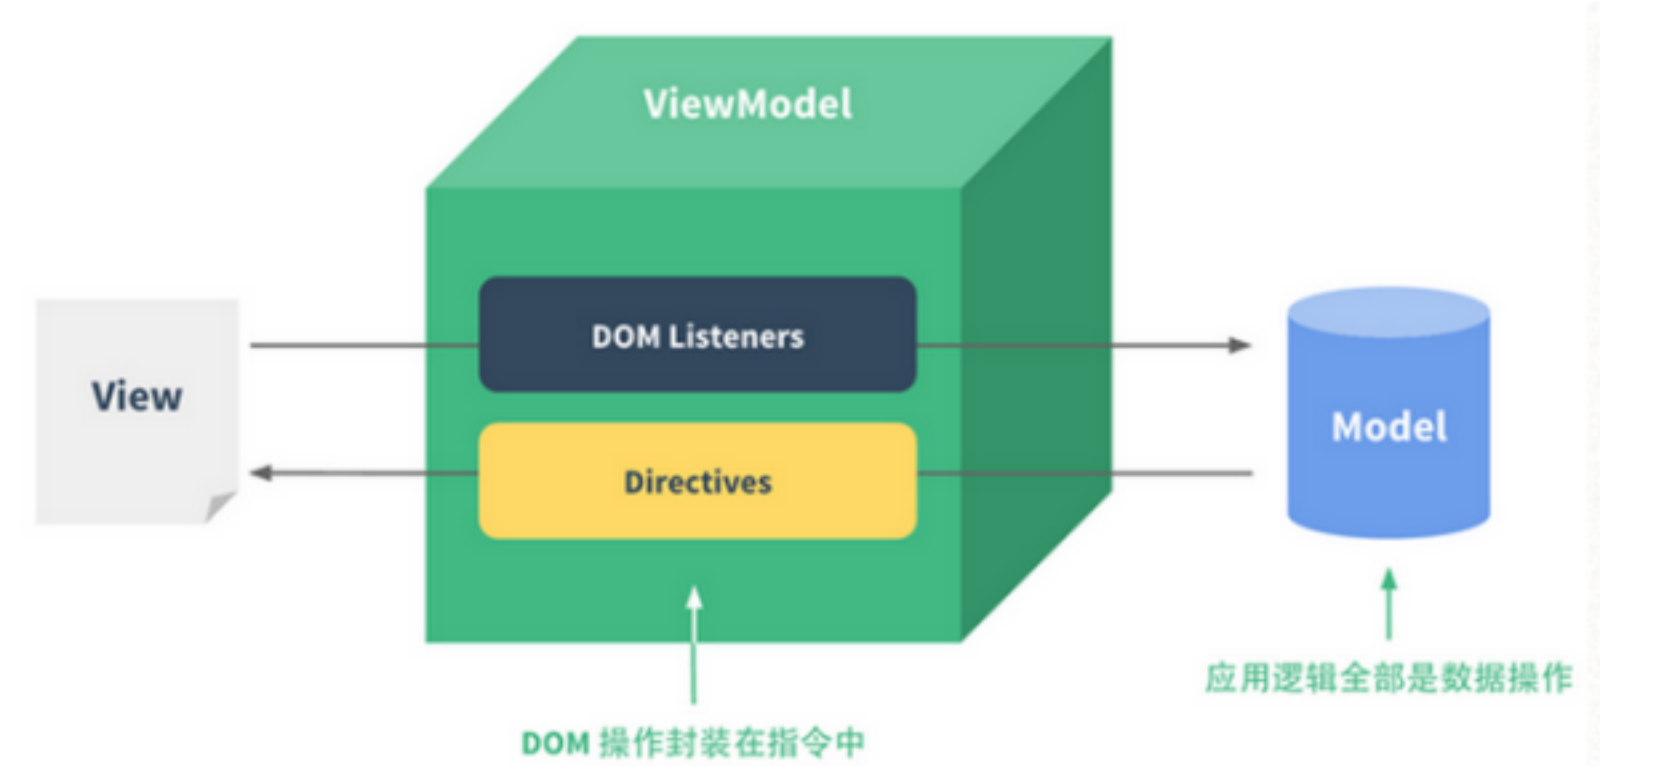 ViewModel
DOM Listeners
View
Model
Directives
应用逻辑全部是数据操作
DOM 操作封装在指令中